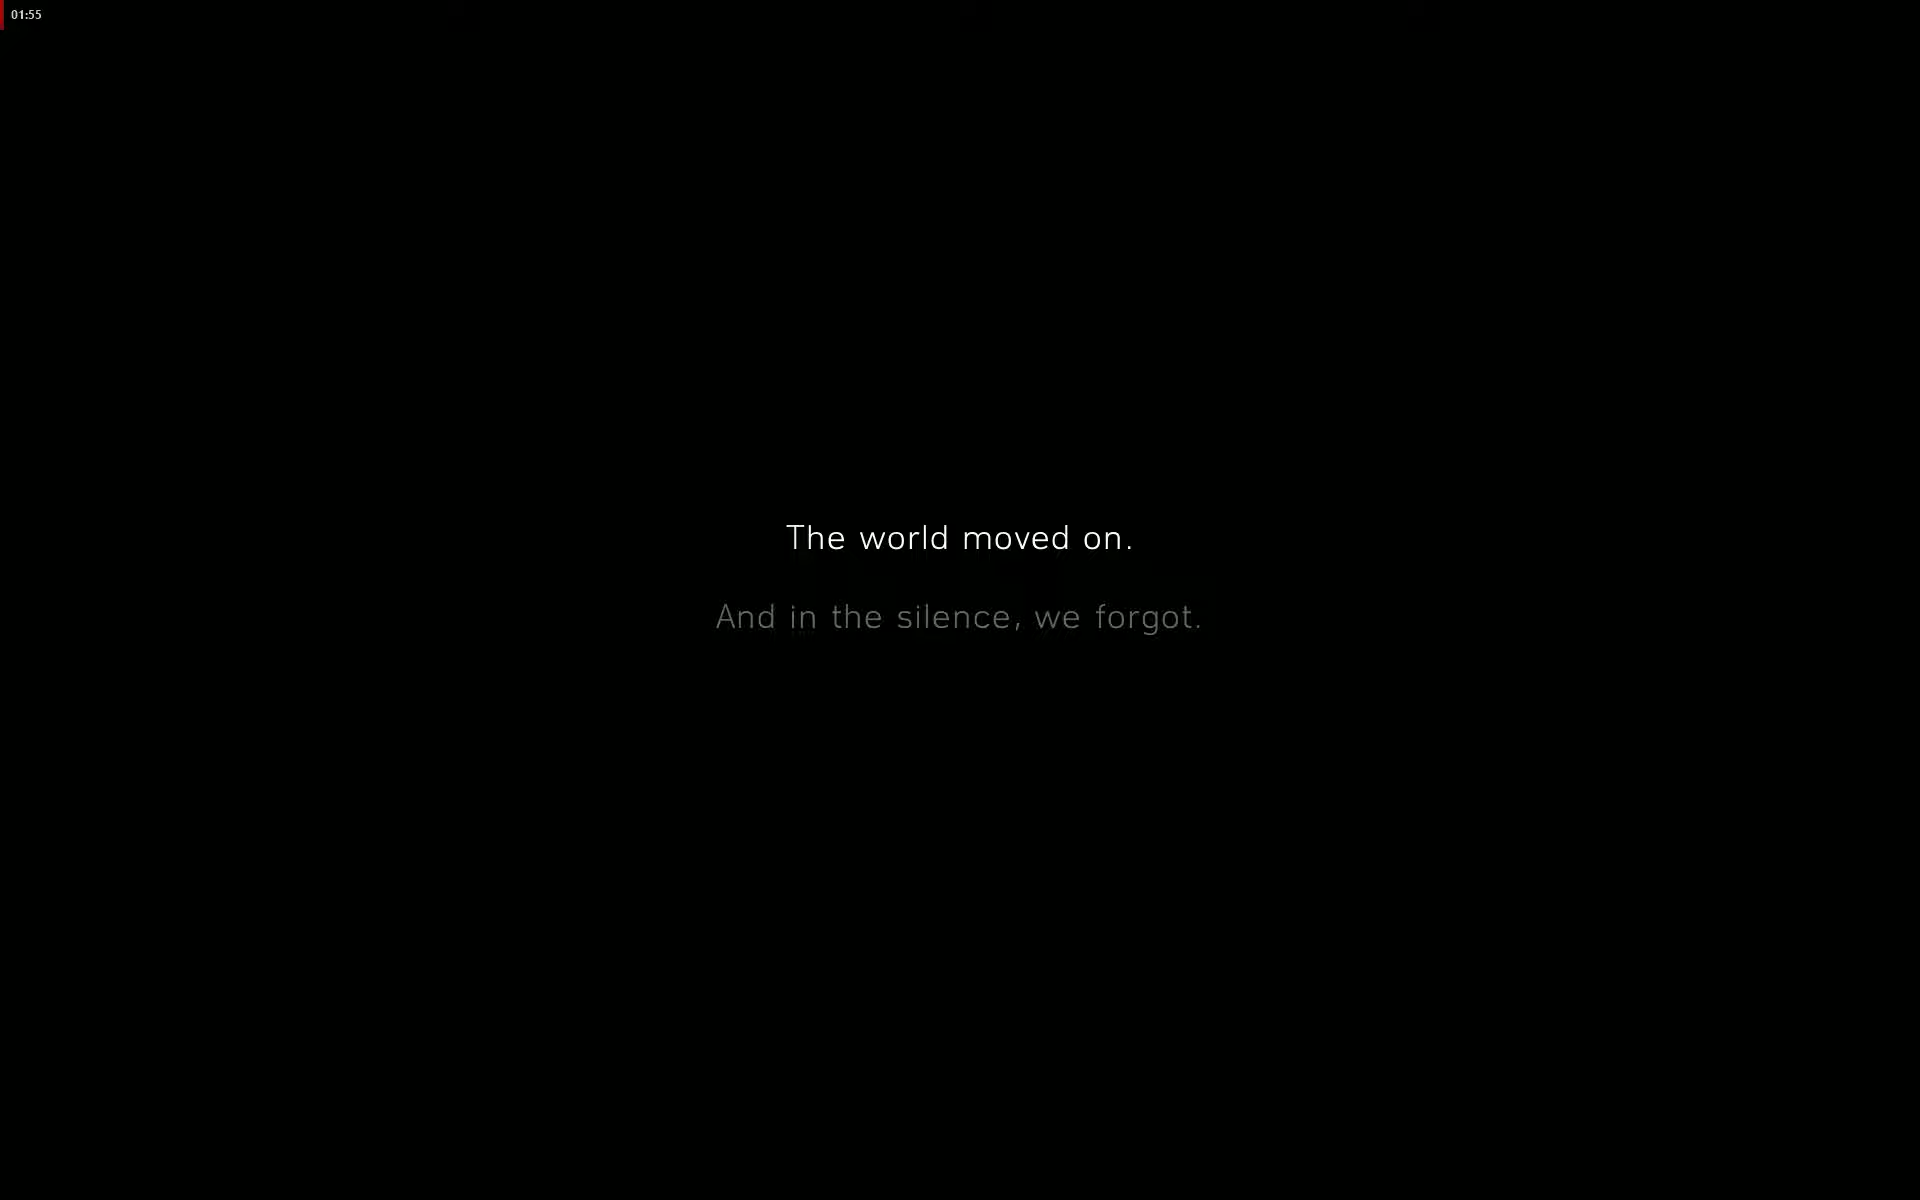 01:55
The world moved on.
And in the silence, we forgot.